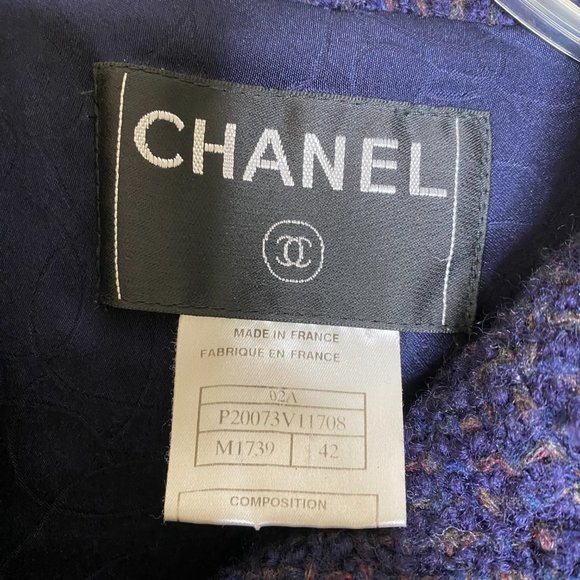 CHANEL
MADE IN FRANCE
FABRIQUE EN FRANCE
02A
P20073V11708
M1739 42
COMPOSITION